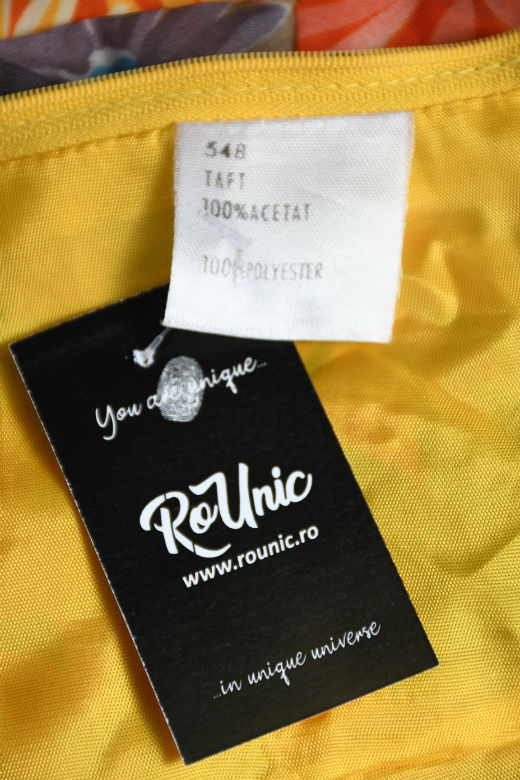 548
TAFT
100%ACETAT
100%POLYESTER
You are unique...
RoUnic
www.rounic.ro
...in unique universe